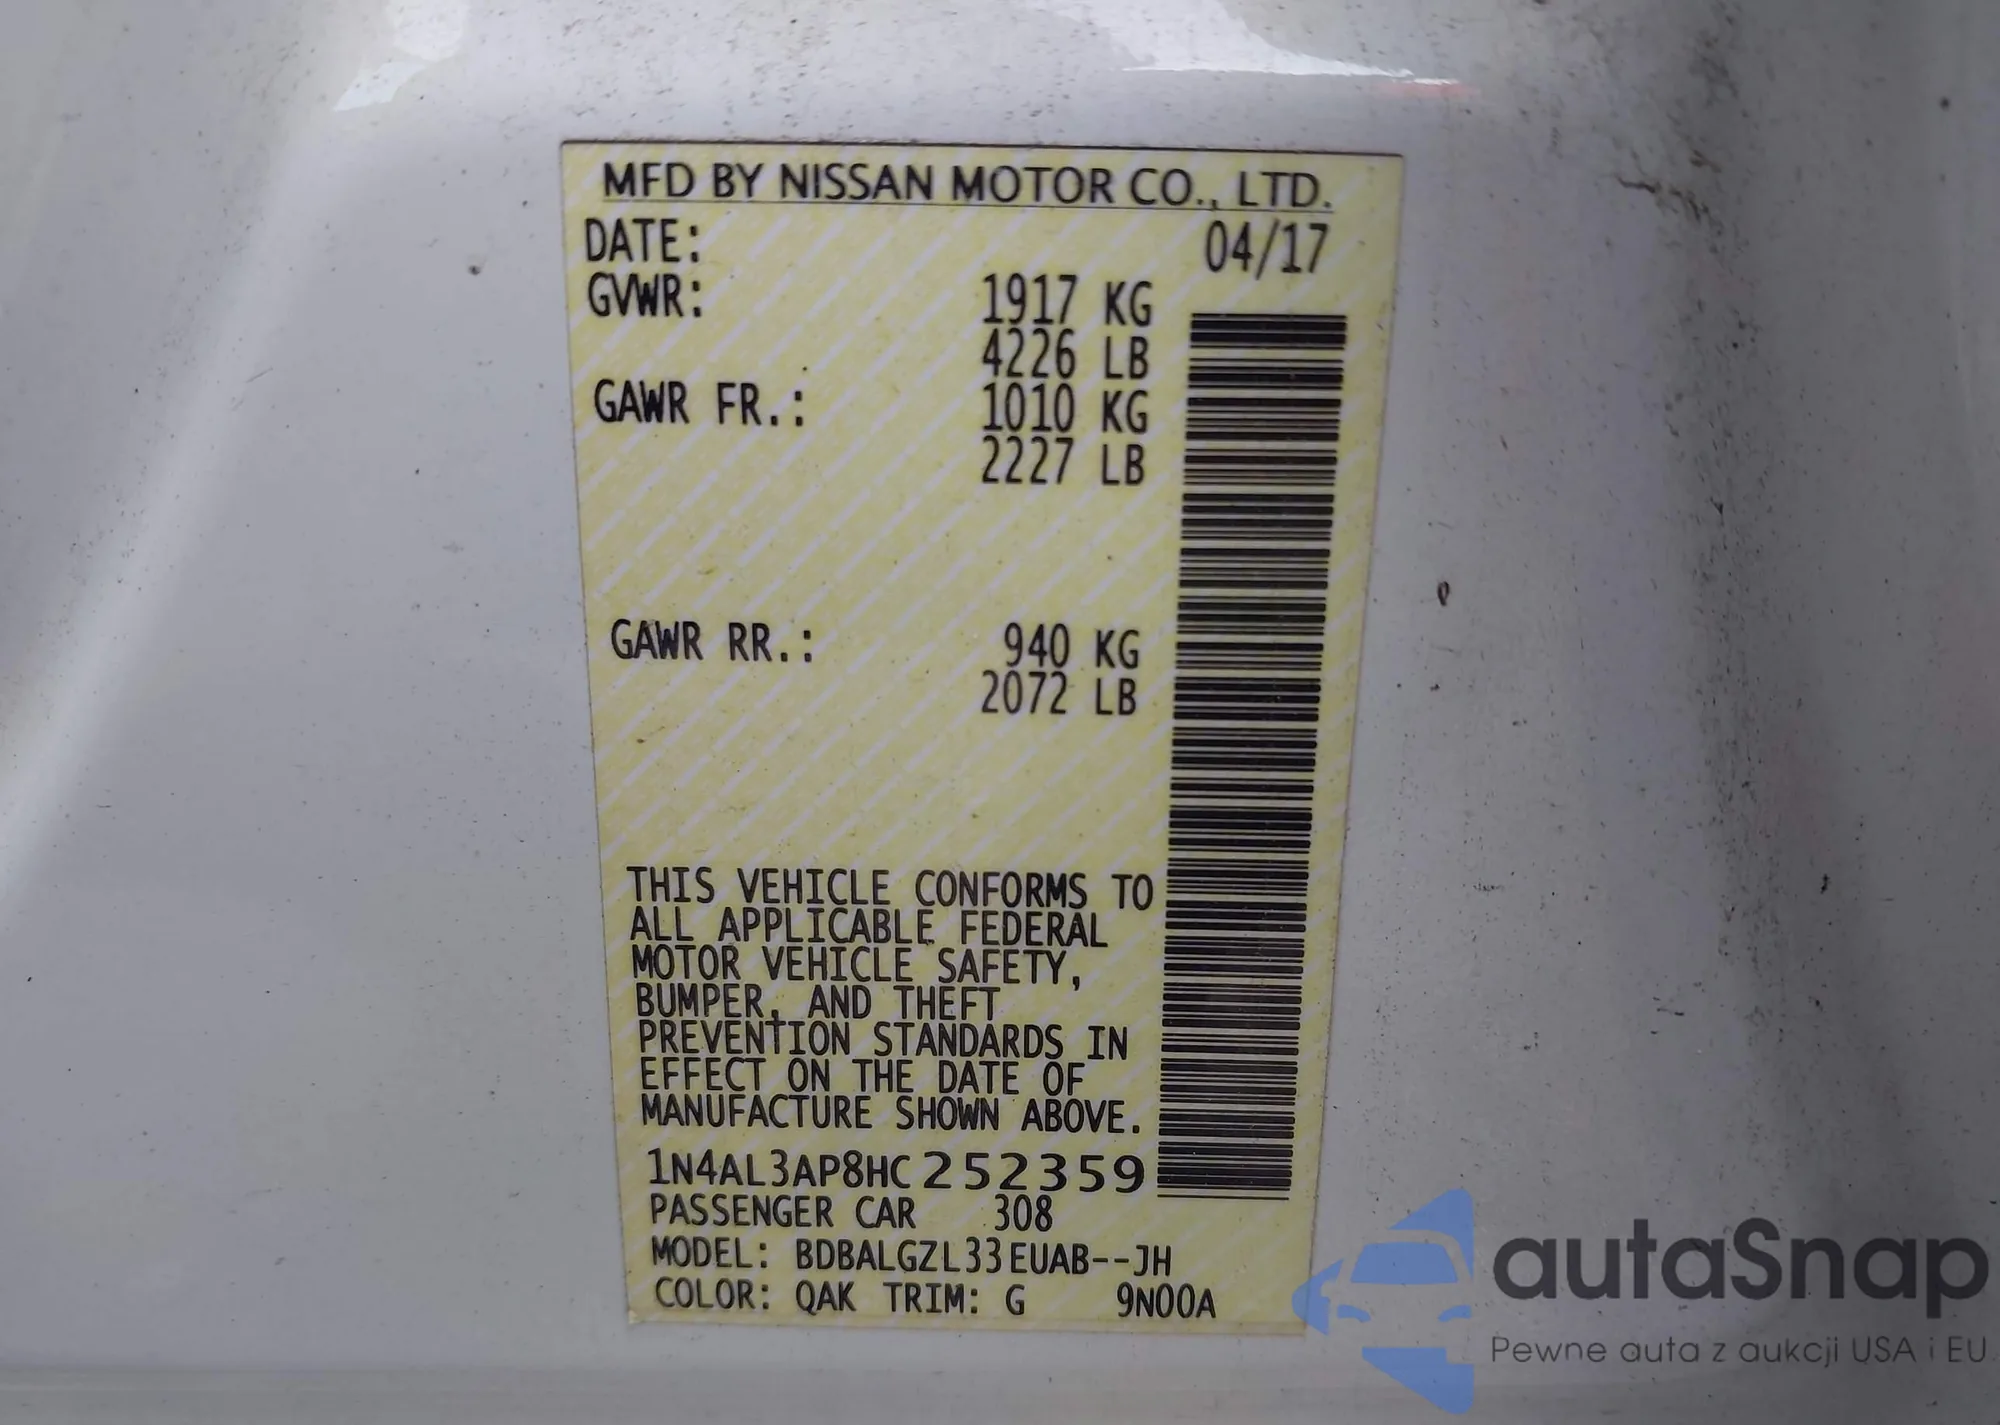 MFD BY NISSAN MOTOR CO., LTD.
DATE: 04/17
GVWR: 1917 KG
4226 LB
GAWR FR.: 1010 KG
2227 LB
GAWR RR.: 940 KG
2072 LB
THIS VEHICLE CONFORMS TO
ALL APPLICABLE FEDERAL
MOTOR VEHICLE SAFETY,
BUMPER, AND THEFT
PREVENTION STANDARDS IN
EFFECT ON THE DATE OF
MANUFACTURE SHOWN ABOVE.
1N4AL3AP8HC252359
PASSENGER CAR 308
MODEL: BDBALGZL33EUAB--JH
COLOR: QAK TRIM: G 9N00A
autaSnap
Pewne auta z aukcji USA i EU